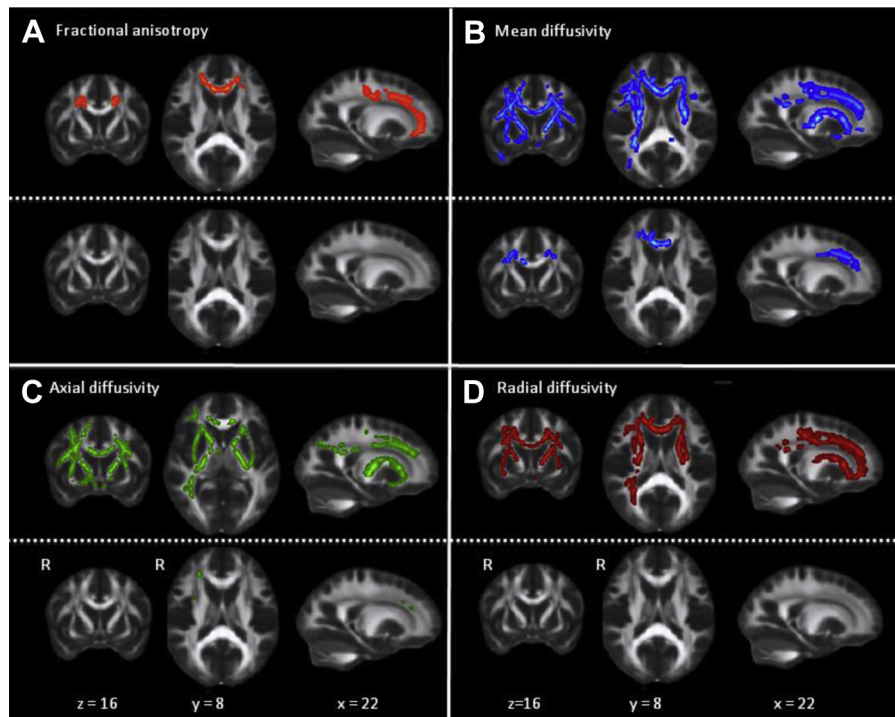 A Fractional anisotropy
B Mean diffusivity
C Axial diffusivity
D Radial diffusivity
R R
R R
z = 16 y = 8 x = 22
z=16 y = 8 x = 22